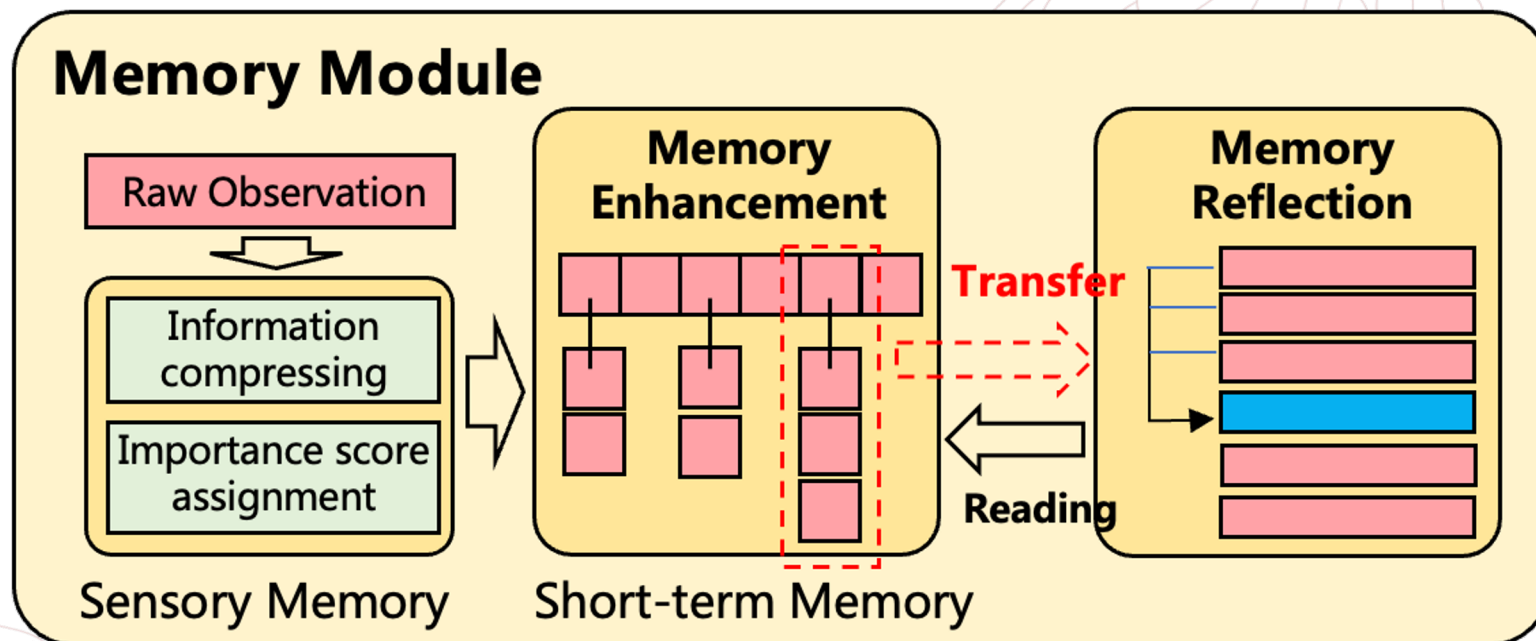 Memory Module
Raw Observation
Information
compressing
Importance score
assignment
Sensory Memory
Memory
Enhancement
Short-term Memory
Transfer
Reading
Memory
Reflection